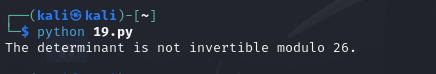 ┌──(kali㉿kali)-[~]
└─$ python 19.py
The determinant is not invertible modulo 26.